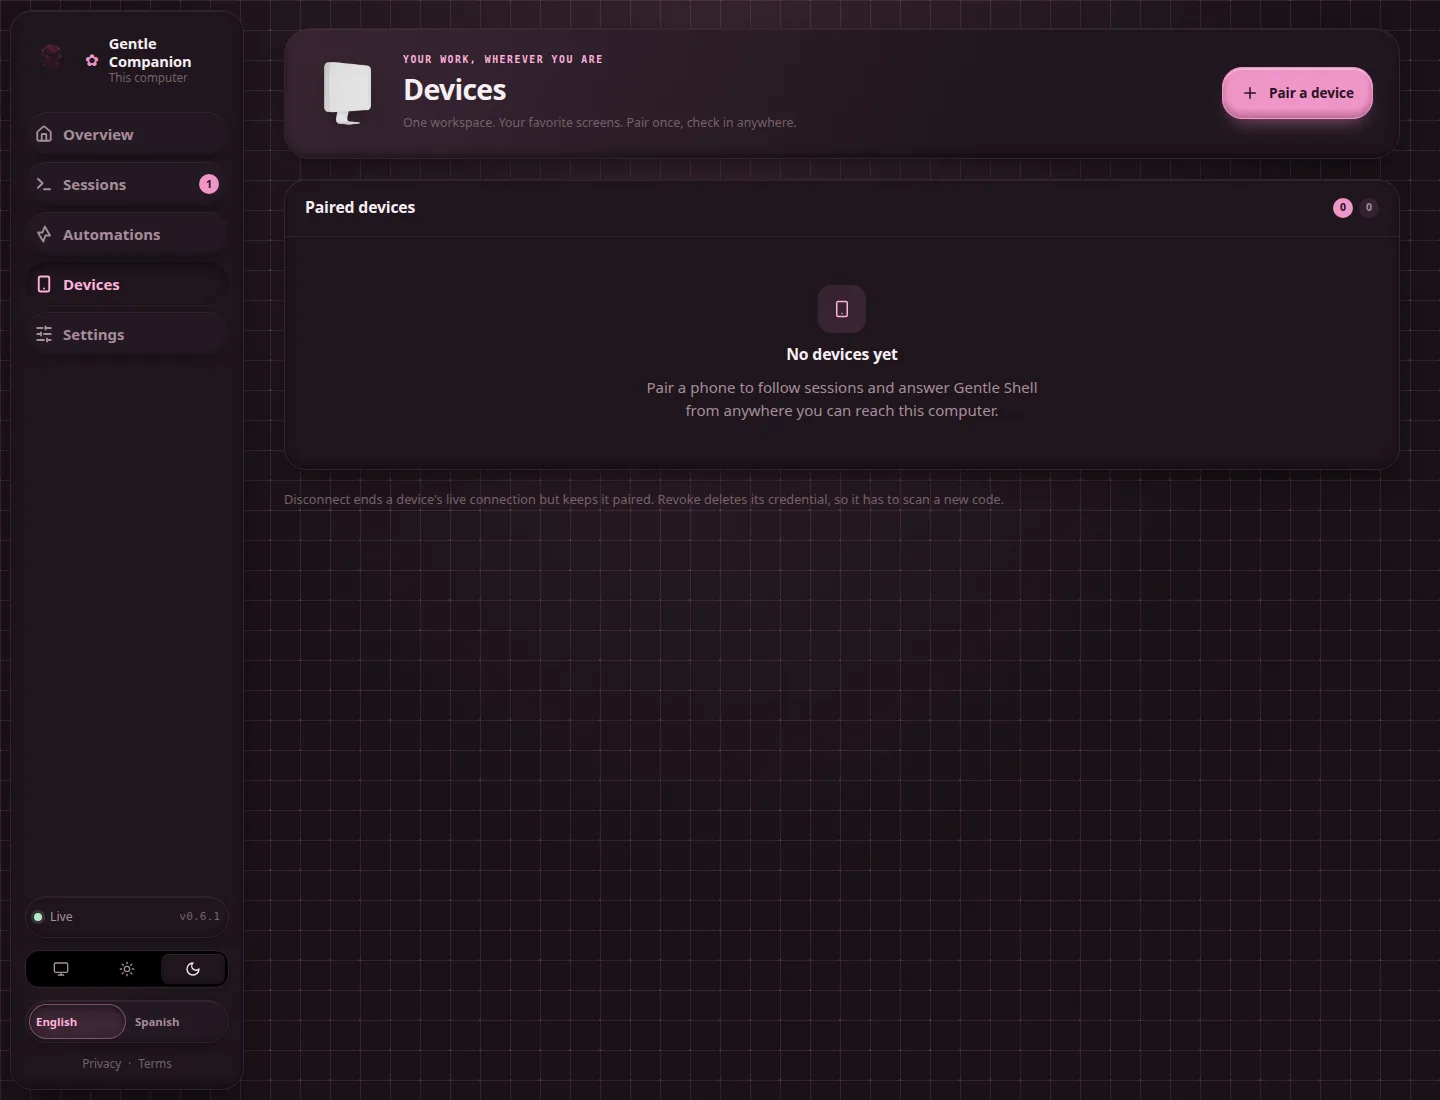 Gentle
Companion
This computer
Overview
Sessions
1
Automations
Devices
Settings
Live
v0.6.1
English
Spanish
Privacy · Terms
YOUR WORK, WHEREVER YOU ARE
Devices
One workspace. Your favorite screens. Pair once, check in anywhere.
Pair a device
Paired devices
0
0
No devices yet
Pair a phone to follow sessions and answer Gentle Shell
from anywhere you can reach this computer.
Disconnect ends a device's live connection but keeps it paired. Revoke deletes its credential, so it has to scan a new code.